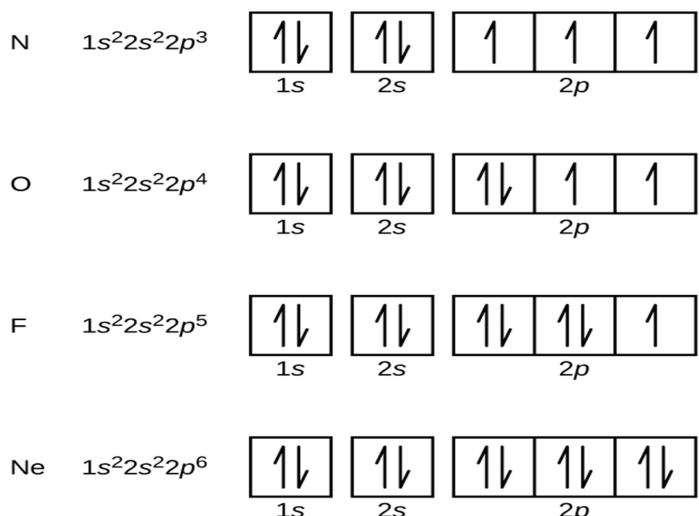 N 1s²2s²2p³
1s 2s 2p
O 1s²2s²2p⁴
1s 2s 2p
F 1s²2s²2p⁵
1s 2s 2p
Ne 1s²2s²2p⁶
1s 2s 2p